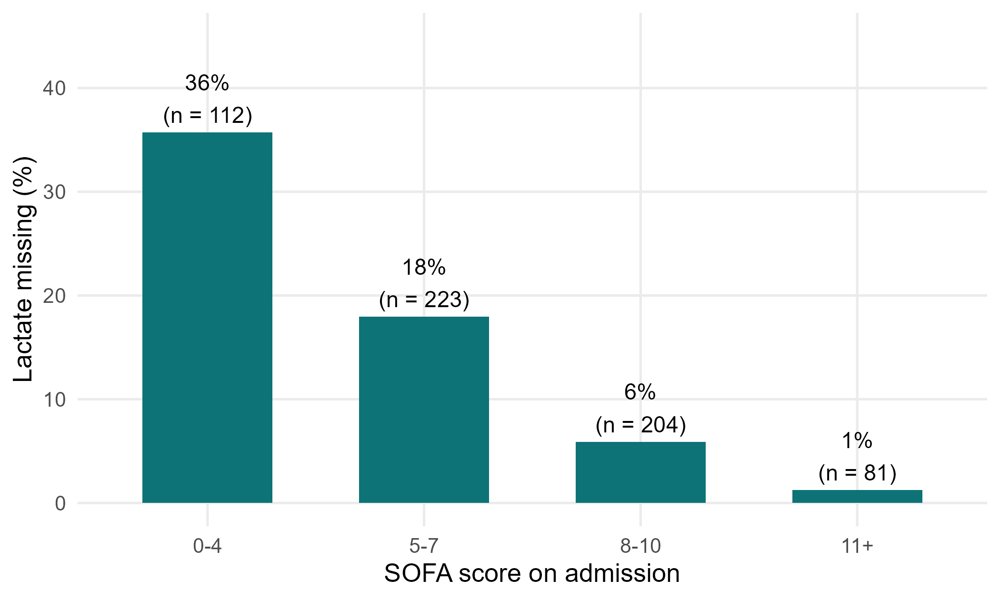 36%
(n = 112)
18%
(n = 223)
6%
(n = 204)
1%
(n = 81)
40
30
20
10
0
Lactate missing (%)
0-4
5-7
8-10
11+
SOFA score on admission